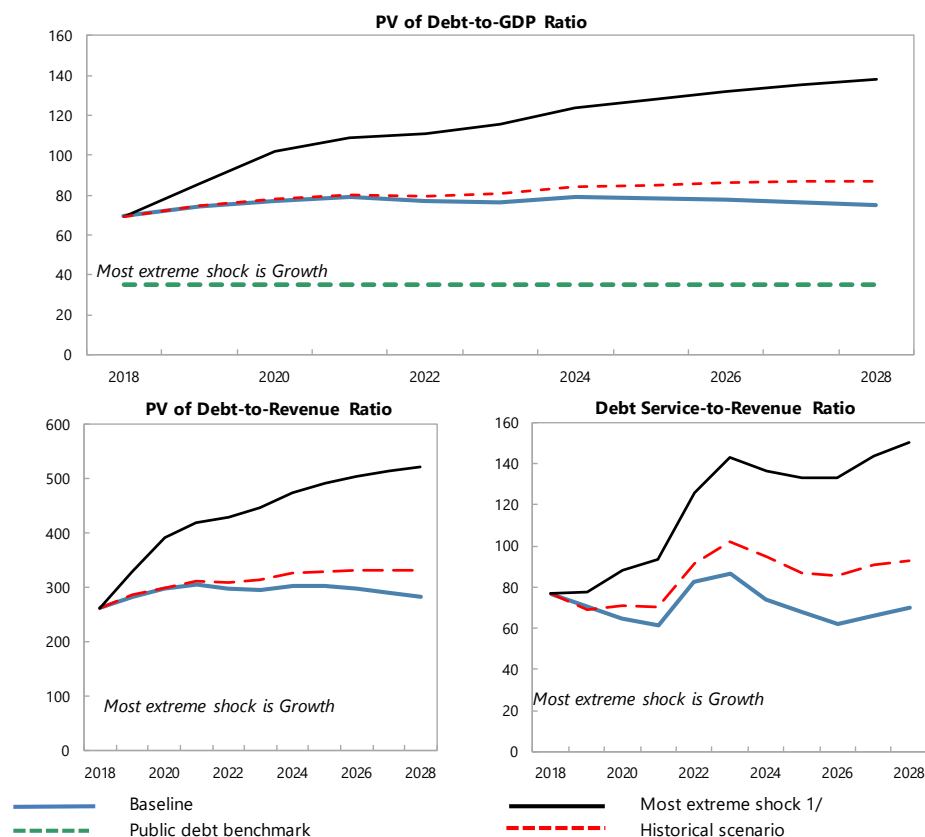 PV of Debt-to-GDP Ratio
160
140
120
100
80
60
Most extreme shock is Growth
40
20
0
2018 2020 2022 2024 2026 2028
PV of Debt-to-Revenue Ratio
600
500
400
300
200
100
0
Most extreme shock is Growth
2018 2020 2022 2024 2026 2028
Debt Service-to-Revenue Ratio
160
140
120
100
80
60
40
20
0
Most extreme shock is Growth
2018 2020 2022 2024 2026 2028
Baseline
Public debt benchmark
Most extreme shock 1/
Historical scenario